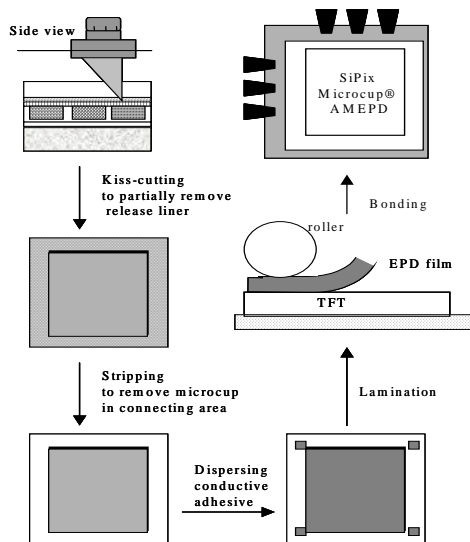 Side view
Kiss-cutting
to partially remove
release liner
Stripping
to remove microcup
in connecting area
Dispersing
conductive
adhesive
Lamination
roller
EPD film
TFT
Bonding
SiPix
Microcup®
AMEPD